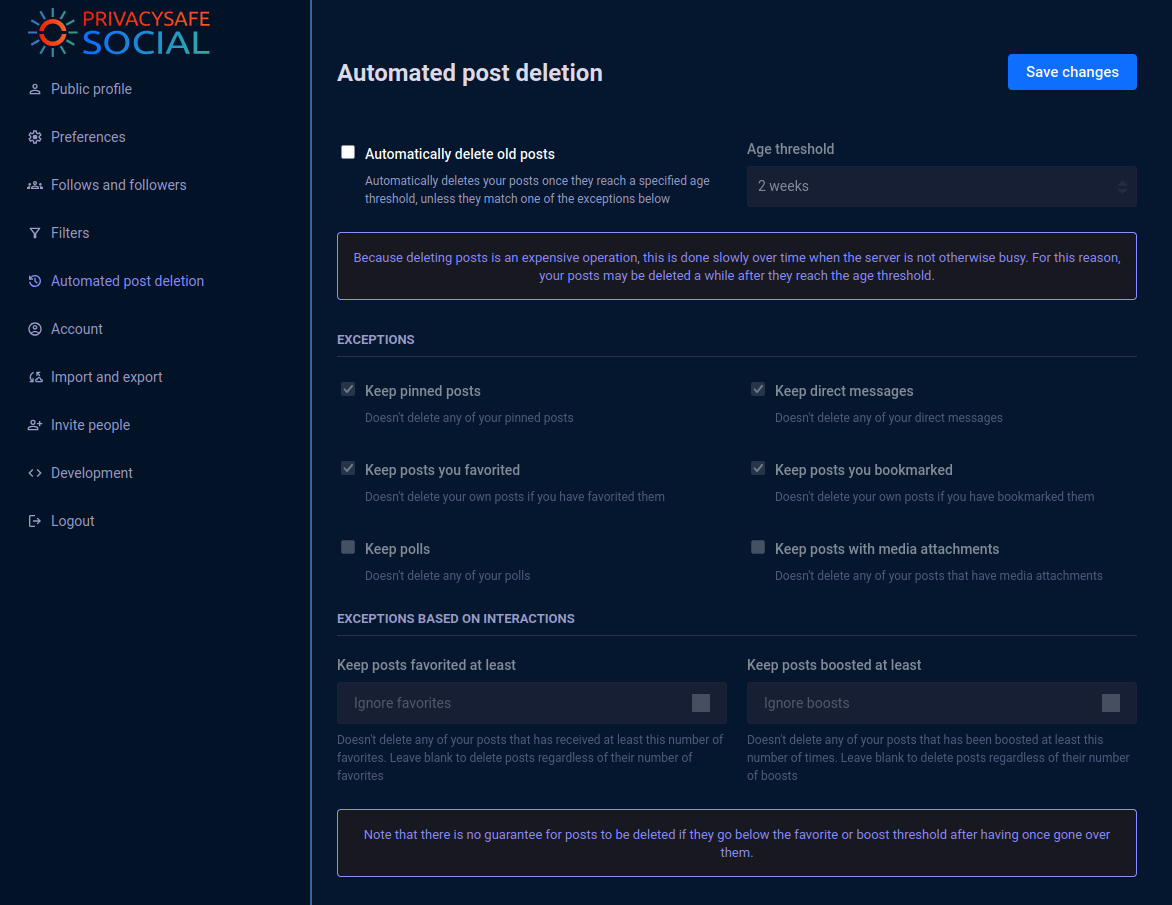 PRIVACYSAFE
SOCIAL
Public profile
Preferences
Follows and followers
Filters
Automated post deletion
Account
Import and export
Invite people
Development
Logout
Automated post deletion
Save changes
Automatically delete old posts
Automatically deletes your posts once they reach a specified age
threshold, unless they match one of the exceptions below
Age threshold
2 weeks
Because deleting posts is an expensive operation, this is done slowly over time when the server is not otherwise busy. For this reason,
your posts may be deleted a while after they reach the age threshold.
EXCEPTIONS
Keep pinned posts
Doesn't delete any of your pinned posts
Keep direct messages
Doesn't delete any of your direct messages
Keep posts you favorited
Doesn't delete your own posts if you have favorited them
Keep posts you bookmarked
Doesn't delete your own posts if you have bookmarked them
Keep polls
Doesn't delete any of your polls
Keep posts with media attachments
Doesn't delete any of your posts that have media attachments
EXCEPTIONS BASED ON INTERACTIONS
Keep posts favorited at least
Ignore favorites
Doesn't delete any of your posts that has received at least this number of
favorites. Leave blank to delete posts regardless of their number of
favorites
Keep posts boosted at least
Ignore boosts
Doesn't delete any of your posts that has been boosted at least this
number of times. Leave blank to delete posts regardless of their number
of boosts
Note that there is no guarantee for posts to be deleted if they go below the favorite or boost threshold after having once gone over
them.